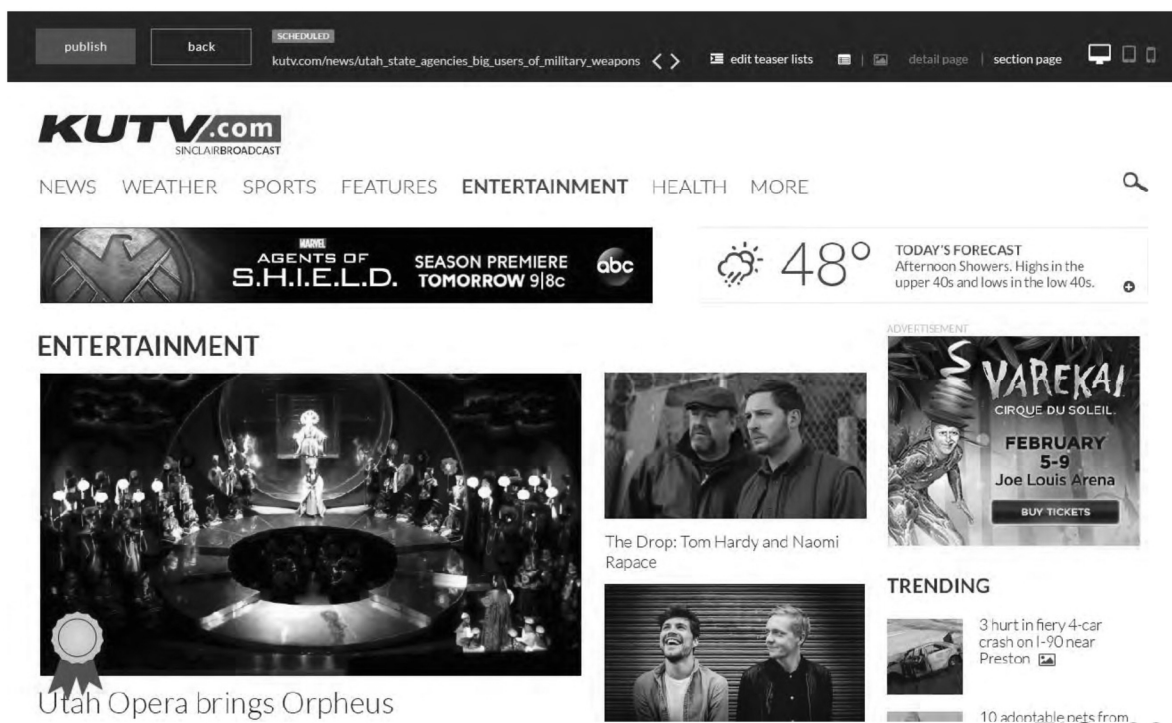 publish
back
SCHEDULED
kutv.com/news/utah_state_agencies_big_users_of_military_weapons
edit teaser lists
detail page
section page
KUTV.com
SINCLAIRBROADCAST
NEWS WEATHER SPORTS FEATURES ENTERTAINMENT HEALTH MORE
MARVEL
AGENTS OF
S.H.I.E.L.D.
SEASON PREMIERE
TOMORROW 9|8c
abc
48°
TODAY'S FORECAST
Afternoon Showers. Highs in the
upper 40s and lows in the low 40s.
ENTERTAINMENT
Utah Opera brings Orpheus
The Drop: Tom Hardy and Naomi
Rapace
ADVERTISEMENT
VAREKAI
CIRQUE DU SOLEIL.
FEBRUARY
5-9
Joe Louis Arena
BUY TICKETS
TRENDING
3 hurt in fiery 4-car
crash on I-90 near
Preston
10 adoptable pets from